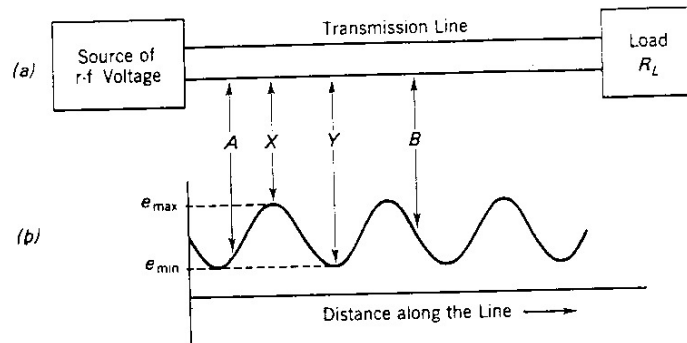 Transmission Line
Source of
r-f Voltage
Load
R_L
(a)
A
X
Y
B
e_max
(b)
e_min
Distance along the Line